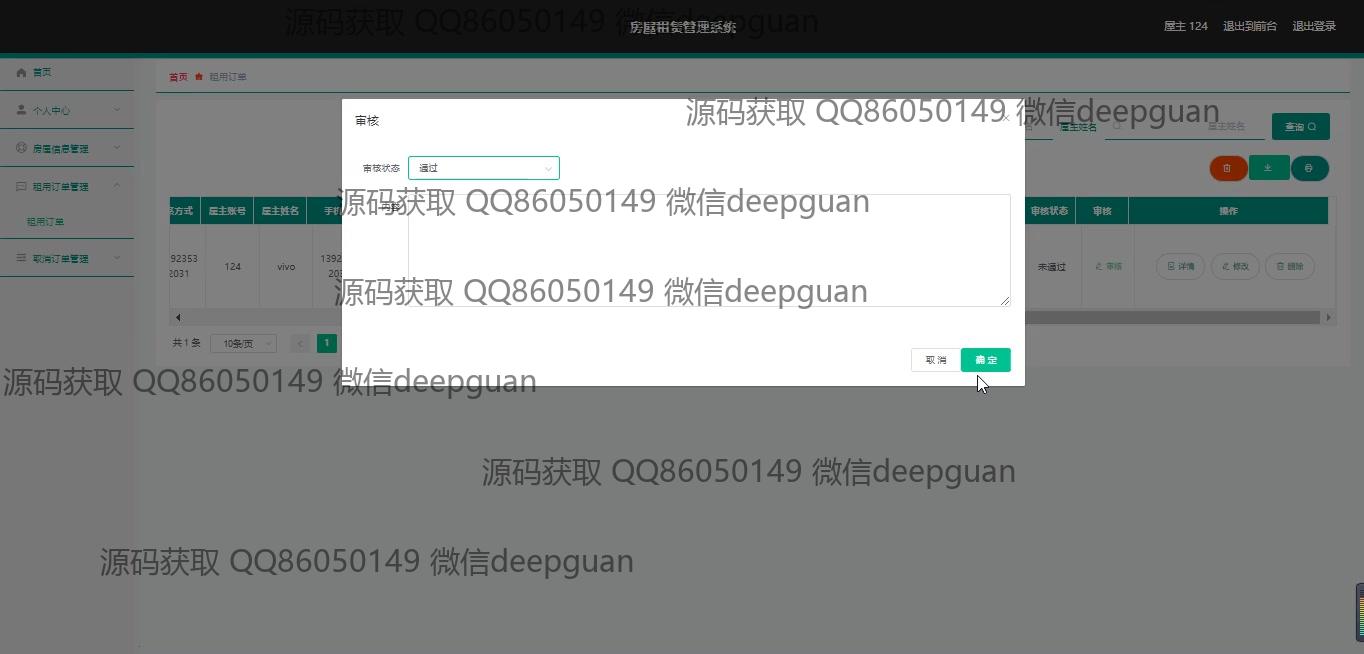 源码获取 QQ86050149 微信deepguan
房屋租赁管理系统
屋主 124 退出到前台 退出登录
首页
个人中心
房屋信息管理
租用订单管理
租用订单
取消订单管理
首页 租用订单
源码获取 QQ86050149 微信deepguan
屋主姓名 屋主姓名 查询
审核
审核状态 通过
内容
源码获取 QQ86050149 微信deepguan
方式 屋主账号 屋主姓名 手机 审核状态 审核 操作
92353
2031
124 vivo 1392
203
未通过 审核 详情 修改 删除
源码获取 QQ86050149 微信deepguan
共1条 10条/页 1
取消 确定
源码获取 QQ86050149 微信deepguan
源码获取 QQ86050149 微信deepguan
源码获取 QQ86050149 微信deepguan